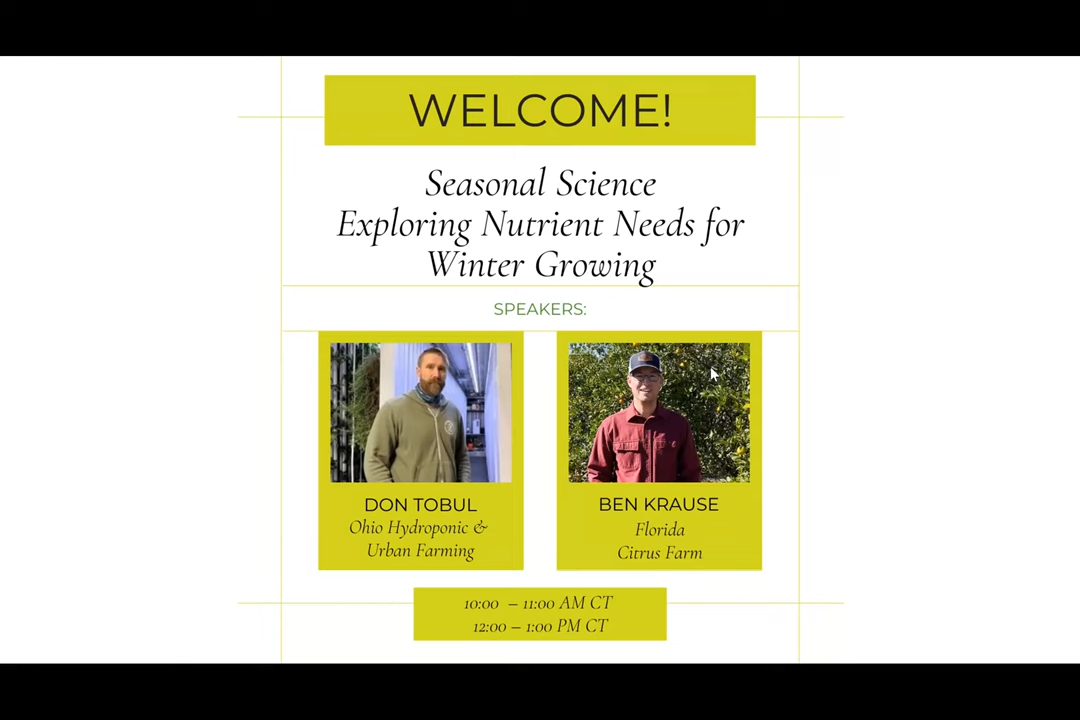 WELCOME!
Seasonal Science
Exploring Nutrient Needs for
Winter Growing
SPEAKERS:
DON TOBUL
Ohio Hydroponic &
Urban Farming
BEN KRAUSE
Florida
Citrus Farm
10:00 – 11:00 AM CT
12:00 – 1:00 PM CT